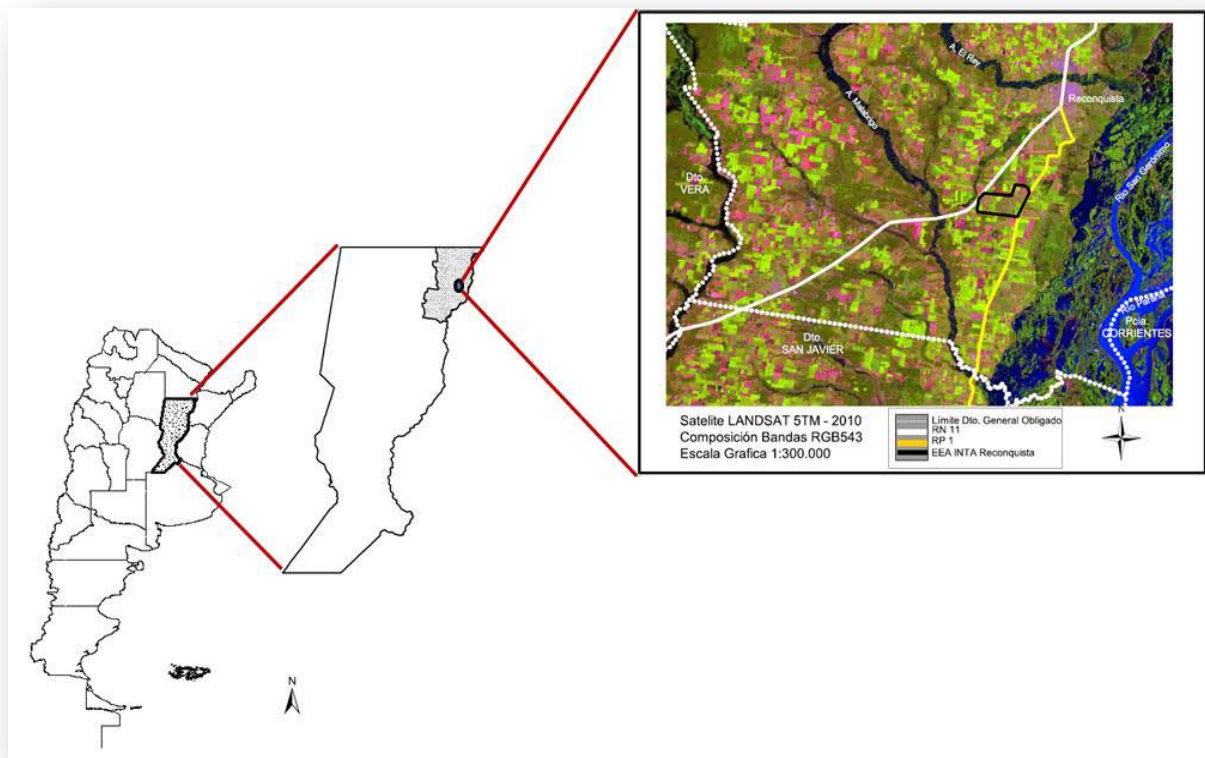 A. El Rey
A. Malabrigo
Reconquista
Dto.
VERA
Río San Gerónimo
Río Paraná
Pcia.
CORRIENTES
Dto.
SAN JAVIER
Satelite LANDSAT 5TM - 2010
Composición Bandas RGB543
Escala Grafica 1:300.000
Límite Dto. General Obligado
RN 11
RP 1
EEA INTA Reconquista
N
N